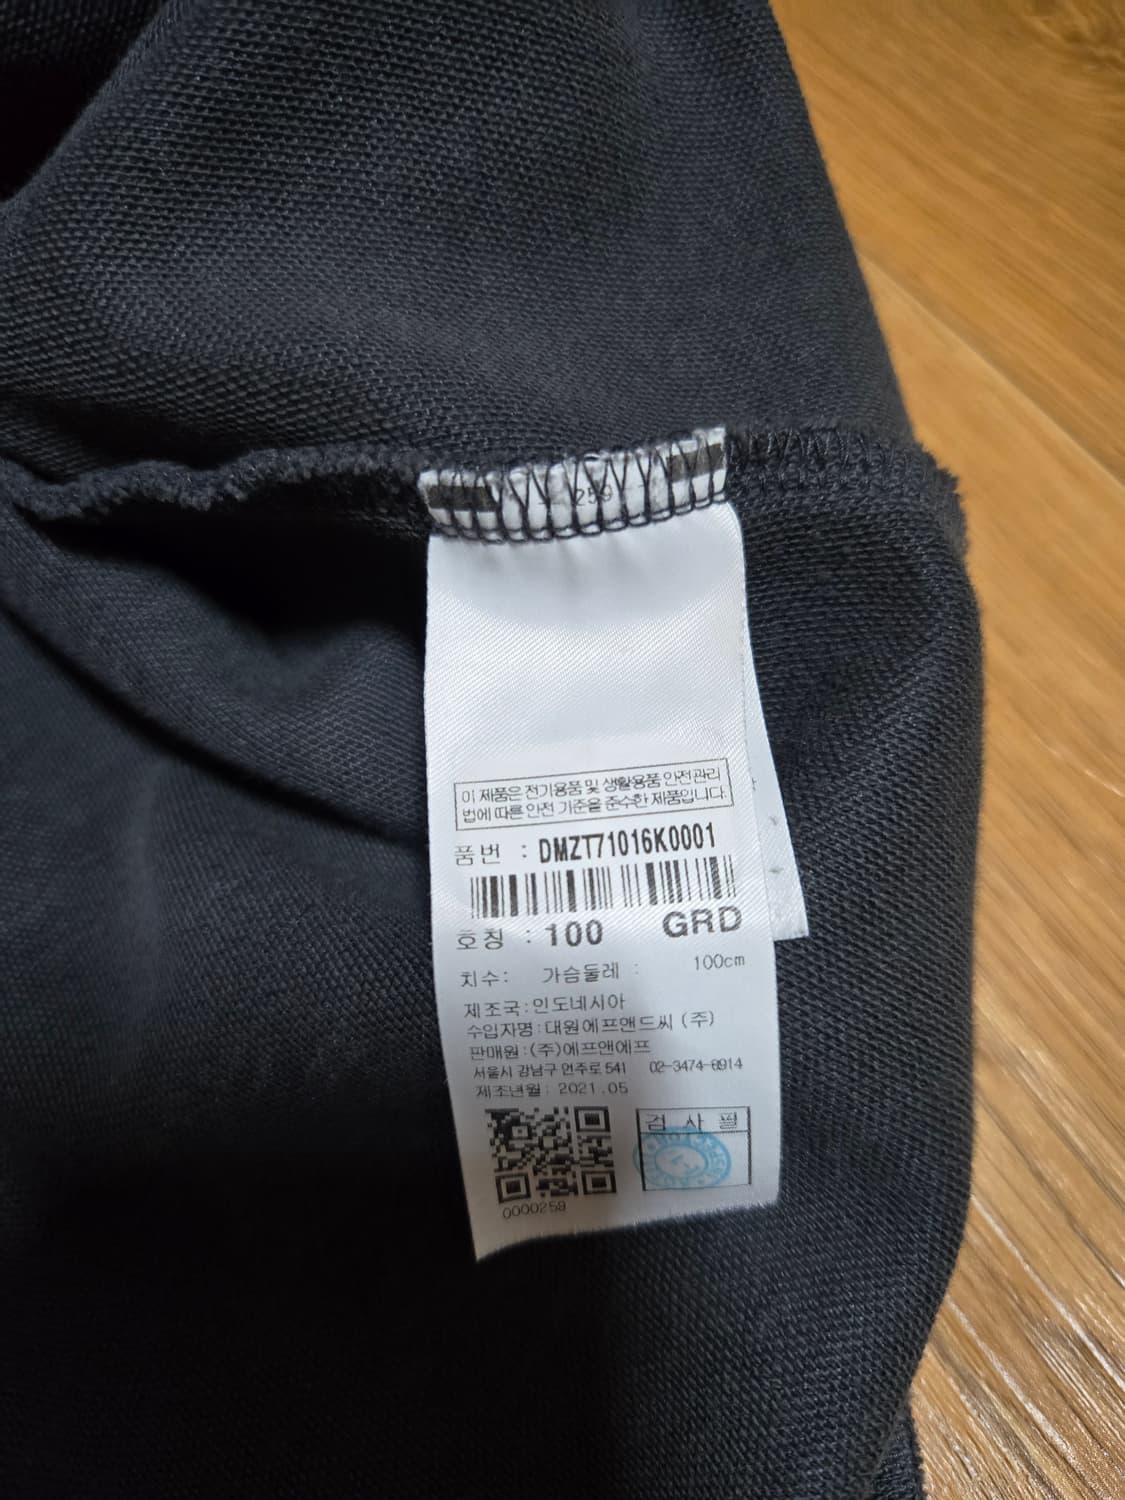 259
이 제품은 전기용품 및 생활용품 안전관리
법에 따른 안전 기준을 준수한 제품입니다.
품번 : DMZT71016K0001
호칭 : 100 GRD
치수: 가슴둘레 : 100cm
제조국:인도네시아
수입자명:대원에프앤드씨 (주)
판매원:(주)에프앤에프
서울시 강남구 언주로 541 02-3474-8914
제조년월: 2021.05
검 사 필
0000259